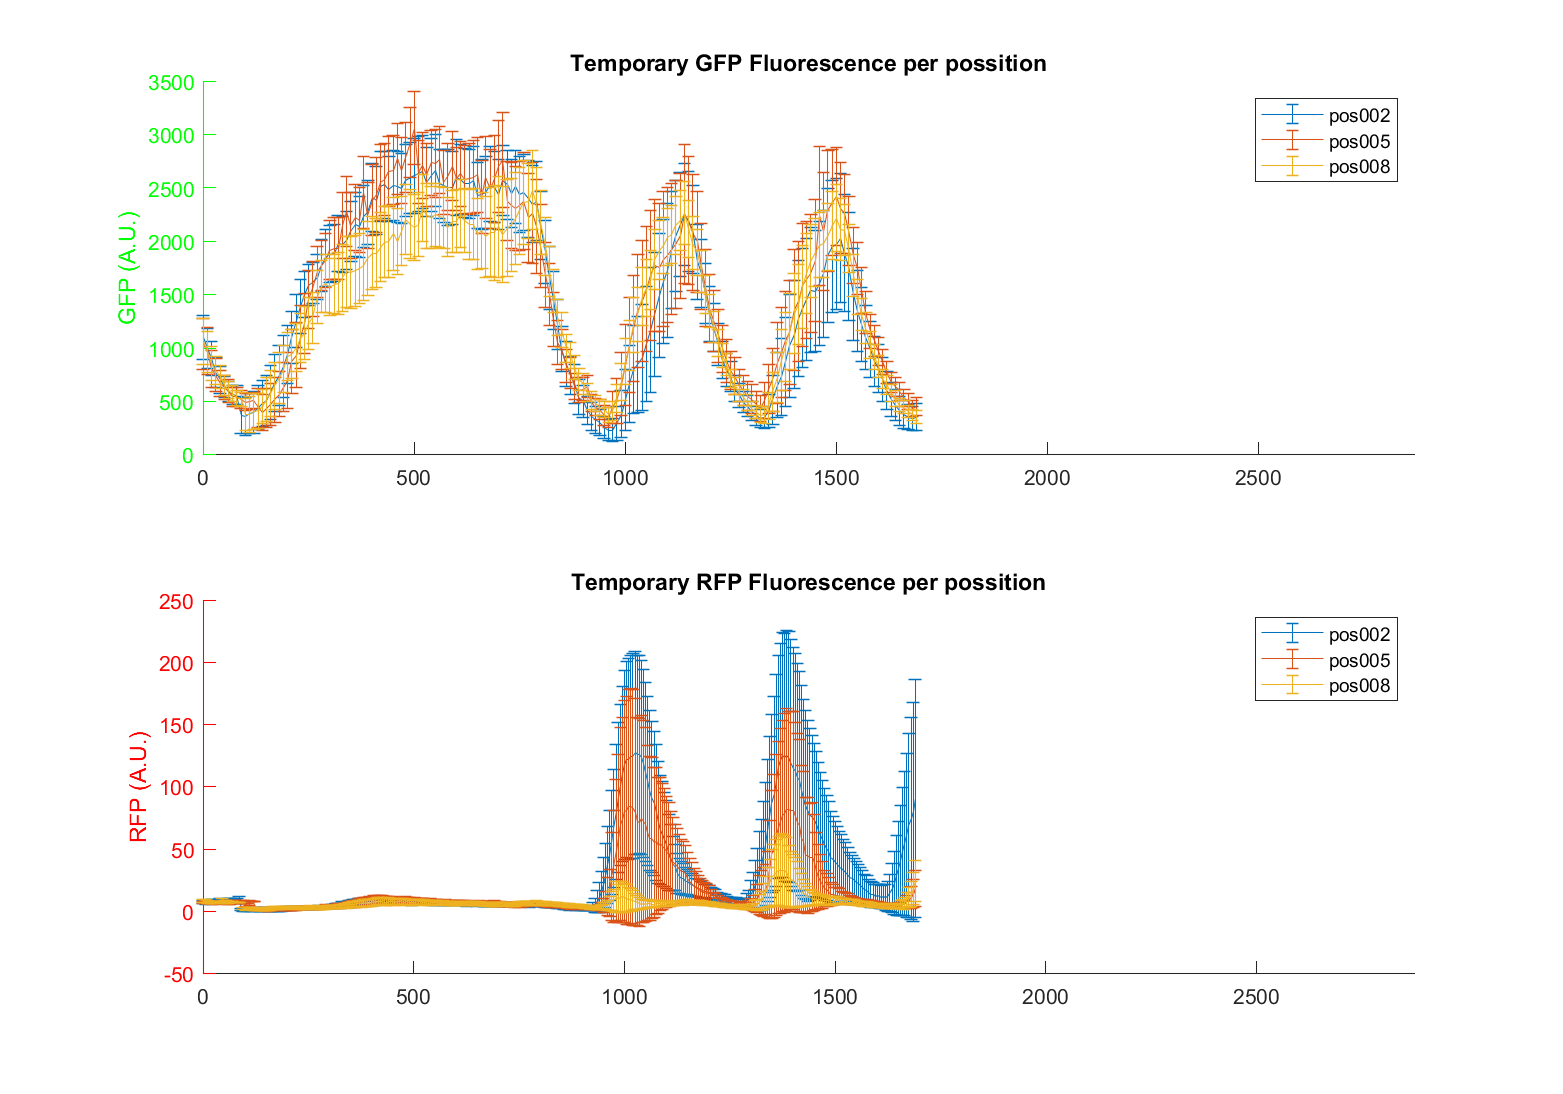 Temporary GFP Fluorescence per possition
GFP (A.U.)
3500
3000
2500
2000
1500
1000
500
0
0 500 1000 1500 2000 2500
pos002
pos005
pos008
Temporary RFP Fluorescence per possition
RFP (A.U.)
250
200
150
100
50
0
-50
0 500 1000 1500 2000 2500
pos002
pos005
pos008